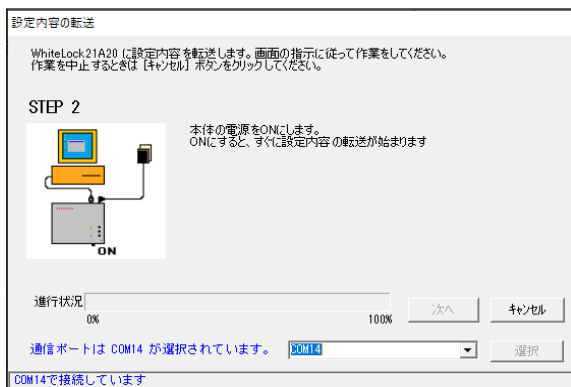 設定内容の転送
WhiteLock21A20 に設定内容を転送します。画面の指示に従って作業をしてください。
作業を中止するときは [キャンセル] ボタンをクリックしてください。
STEP 2
本体の電源をONにします。
ONにすると、すぐに設定内容の転送が始まります
ON
進行状況
0%
100%
次へ
キャンセル
通信ポートは COM14 が選択されています。
COM14
選択
COM14で接続しています